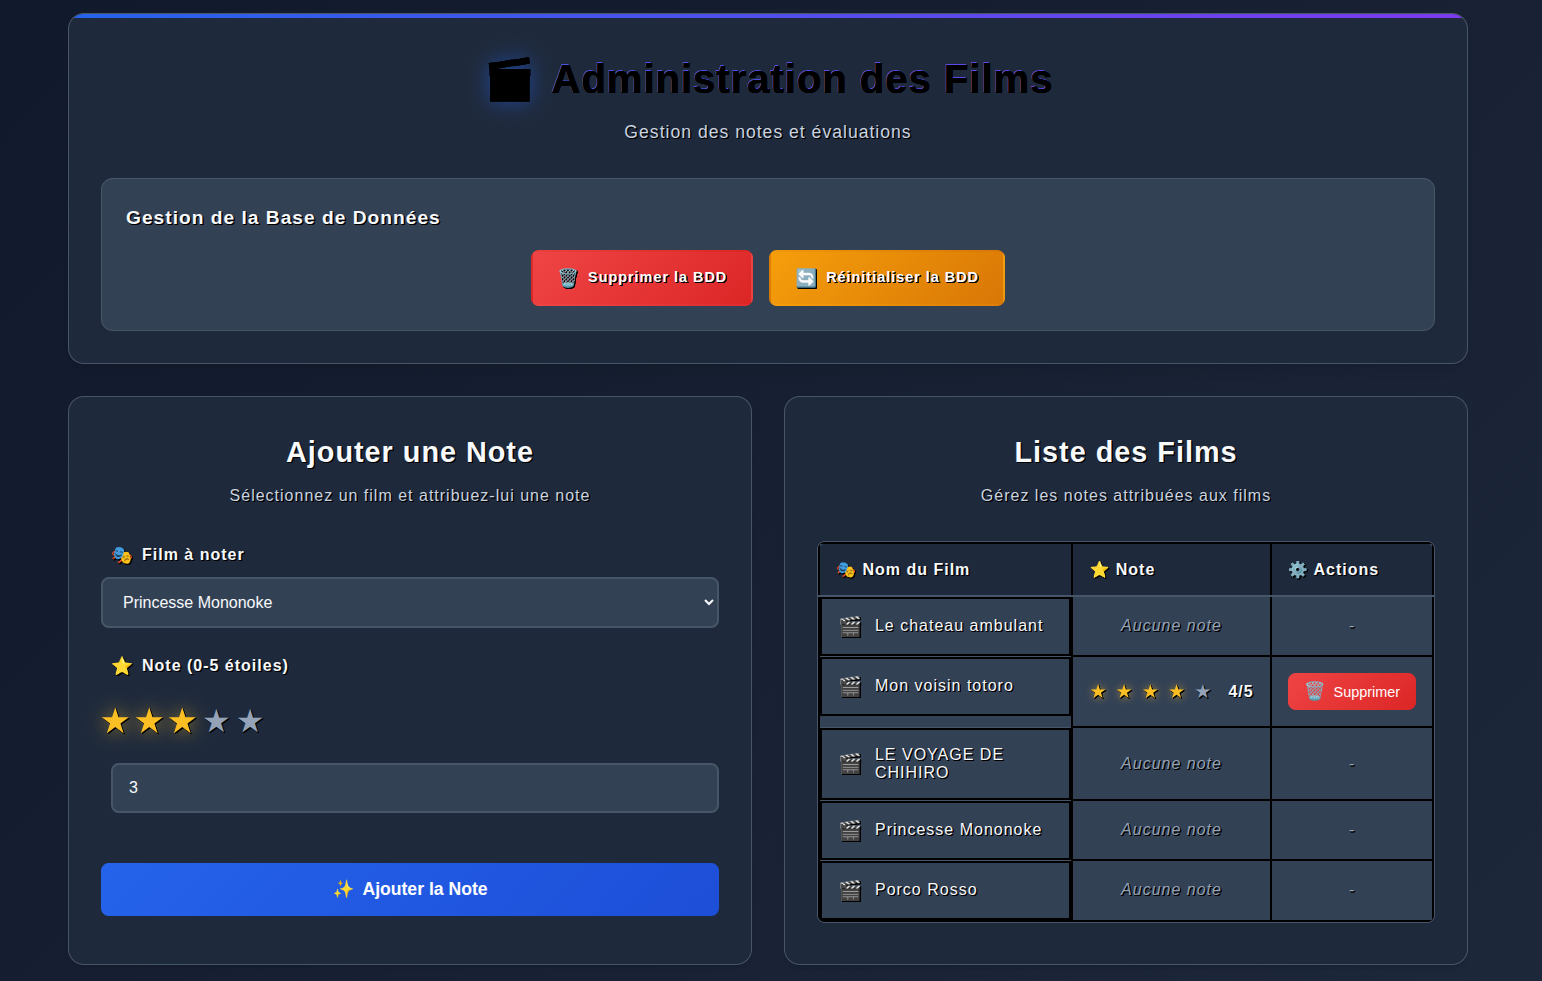 🎬 Administration des Films
Gestion des notes et évaluations
Gestion de la Base de Données
🗑️ Supprimer la BDD
🔄 Réinitialiser la BDD
Ajouter une Note
Sélectionnez un film et attribuez-lui une note
🎭 Film à noter
Princesse Mononoke
⭐ Note (0-5 étoiles)
★ ★ ★ ★ ★
3
✨ Ajouter la Note
Liste des Films
Gérez les notes attribuées aux films
🎭 Nom du Film ⭐ Note ⚙️ Actions
🎬 Le chateau ambulant Aucune note -
🎬 Mon voisin totoro ★ ★ ★ ★ ★ 4/5 🗑️ Supprimer
🎬 LE VOYAGE DE
CHIHIRO Aucune note -
🎬 Princesse Mononoke Aucune note -
🎬 Porco Rosso Aucune note -